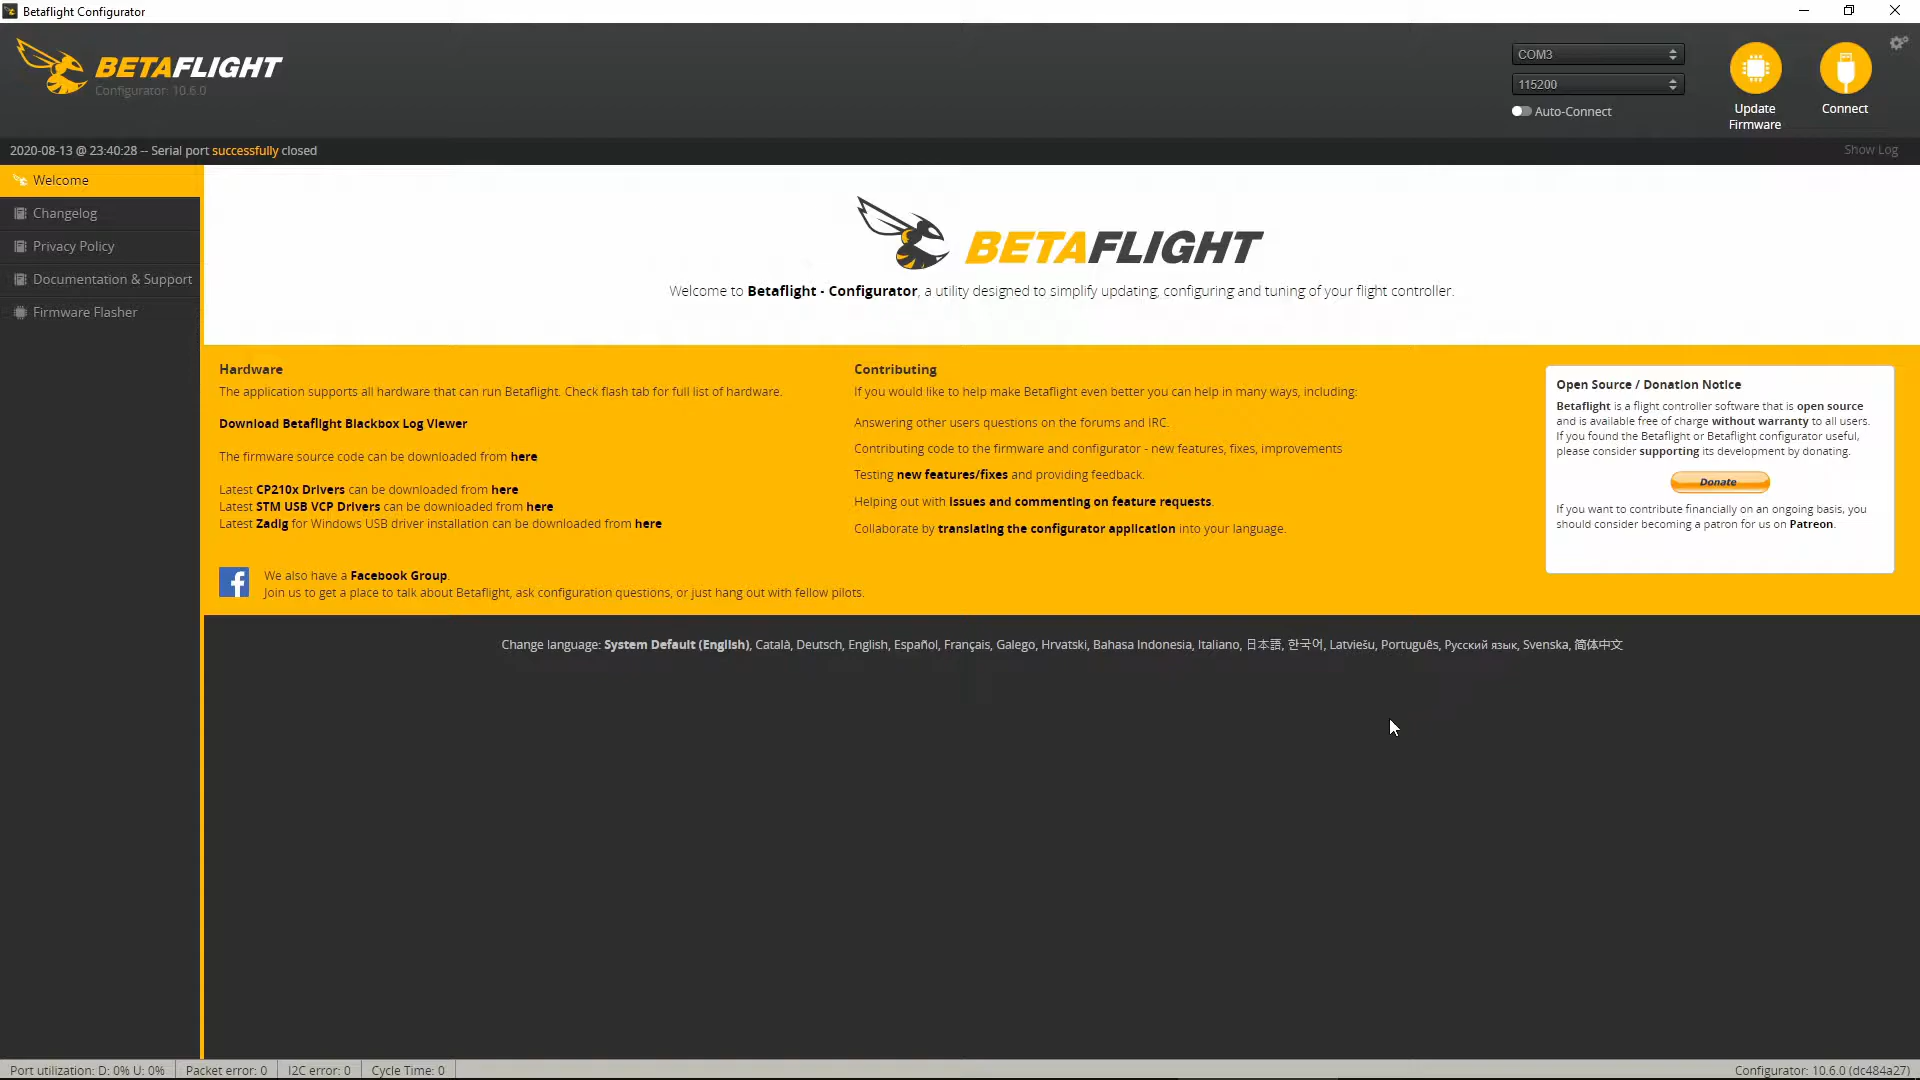 Betaflight Configurator
BETAFLIGHT
Configurator: 10.6.0
COM3
115200
Auto-Connect
Update
Firmware
Connect
2020-08-13 @ 23:40:28 -- Serial port successfully closed
Show Log
Welcome
Changelog
Privacy Policy
Documentation & Support
Firmware Flasher
BETAFLIGHT
Welcome to Betaflight - Configurator, a utility designed to simplify updating, configuring and tuning of your flight controller.
Hardware
The application supports all hardware that can run Betaflight. Check flash tab for full list of hardware.
Download Betaflight Blackbox Log Viewer
The firmware source code can be downloaded from here
Latest CP210x Drivers can be downloaded from here
Latest STM USB VCP Drivers can be downloaded from here
Latest Zadig for Windows USB driver installation can be downloaded from here
We also have a Facebook Group.
Join us to get a place to talk about Betaflight, ask configuration questions, or just hang out with fellow pilots.
Contributing
If you would like to help make Betaflight even better you can help in many ways, including:
Answering other users questions on the forums and IRC.
Contributing code to the firmware and configurator - new features, fixes, improvements
Testing new features/fixes and providing feedback.
Helping out with issues and commenting on feature requests.
Collaborate by translating the configurator application into your language.
Open Source / Donation Notice
Betaflight is a flight controller software that is open source
and is available free of charge without warranty to all users.
If you found the Betaflight or Betaflight configurator useful,
please consider supporting its development by donating.
Donate
If you want to contribute financially on an ongoing basis, you
should consider becoming a patron for us on Patreon.
Change language: System Default (English), Català, Deutsch, English, Español, Français, Galego, Hrvatski, Bahasa Indonesia, Italiano, 日本語, 한국어, Latviešu, Português, Русский язык, Svenska, 简体中文
Port utilization: D: 0% U: 0%
Packet error: 0
I2C error: 0
Cycle Time: 0
Configurator: 10.6.0 (dc484a27)